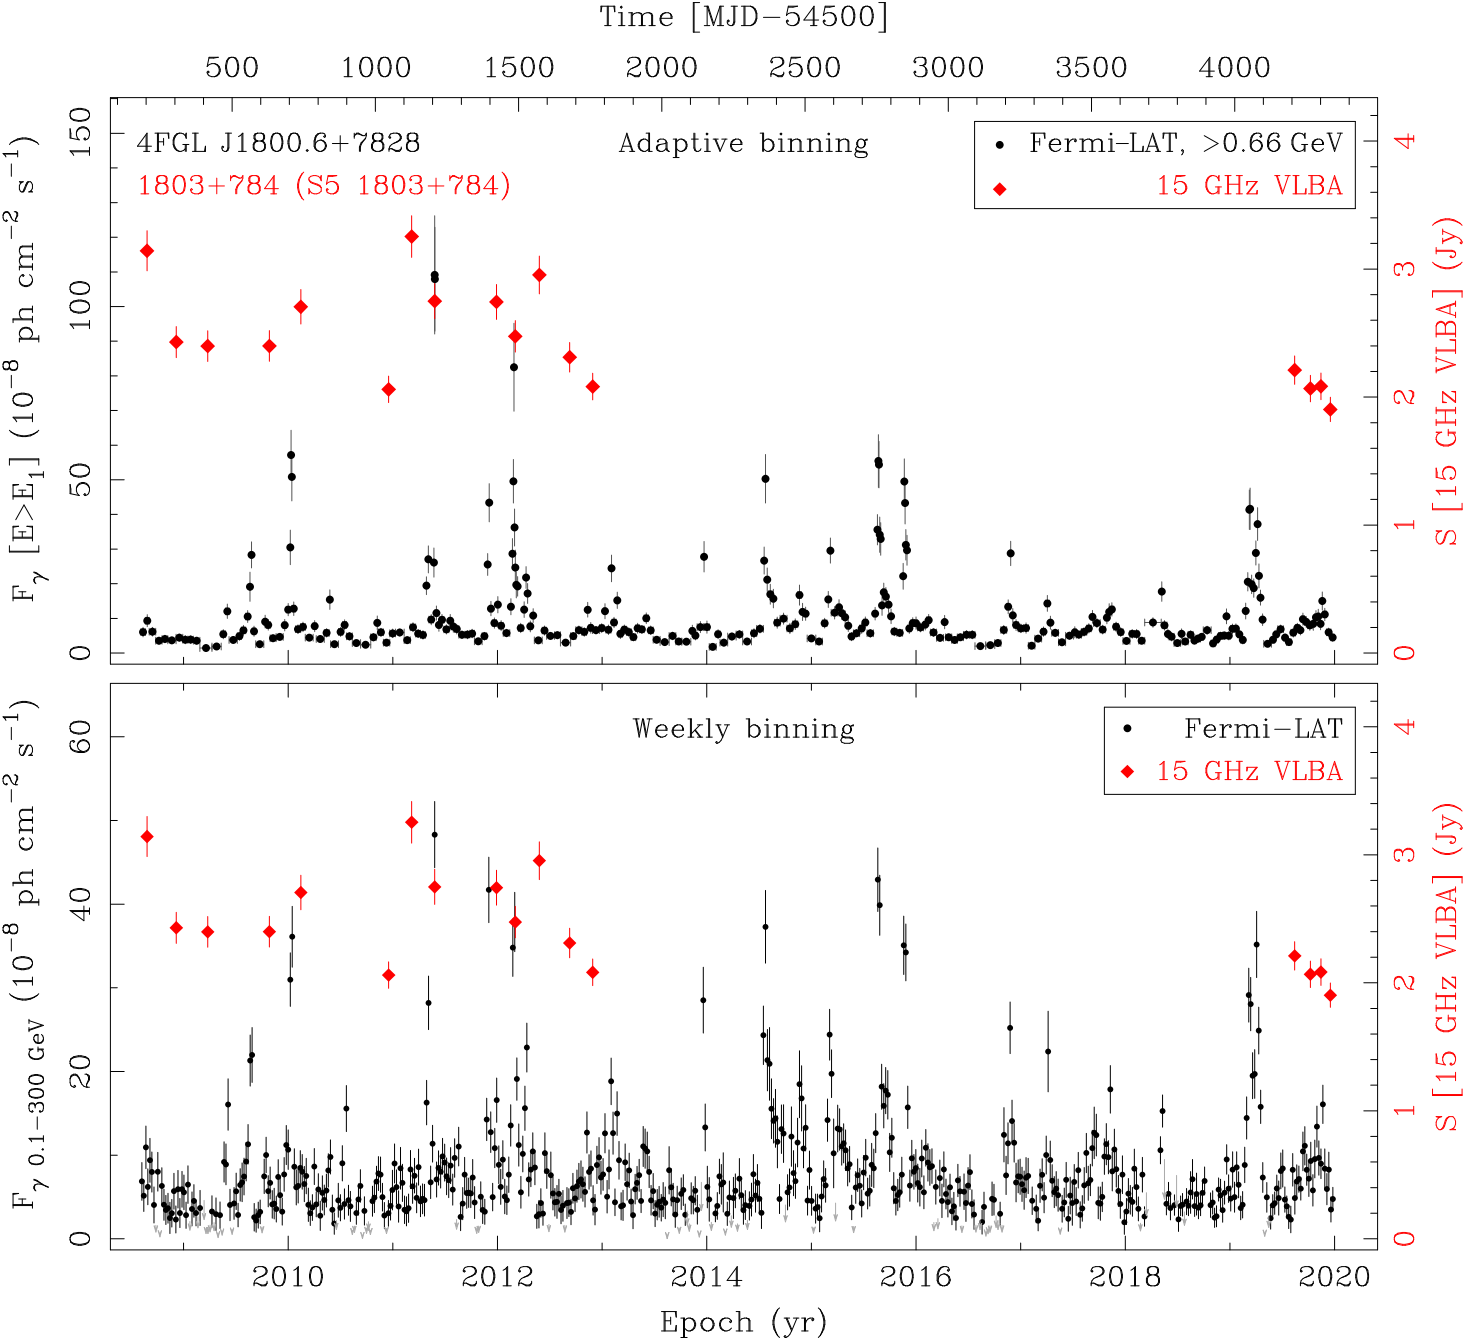 Time [MJD−54500]
500 1000 1500 2000 2500 3000 3500 4000
4FGL J1800.6+7828
1803+784 (S5 1803+784)
Adaptive binning
Fermi−LAT, >0.66 GeV
15 GHz VLBA
F_γ [E>E_1] (10^−8 ph cm^−2 s^−1)
0 50 100 150
S [15 GHz VLBA] (Jy)
0 1 2 3 4
Weekly binning
Fermi−LAT
15 GHz VLBA
F_γ 0.1−300 GeV (10^−8 ph cm^−2 s^−1)
0 20 40 60
S [15 GHz VLBA] (Jy)
0 1 2 3 4
2010 2012 2014 2016 2018 2020
Epoch (yr)